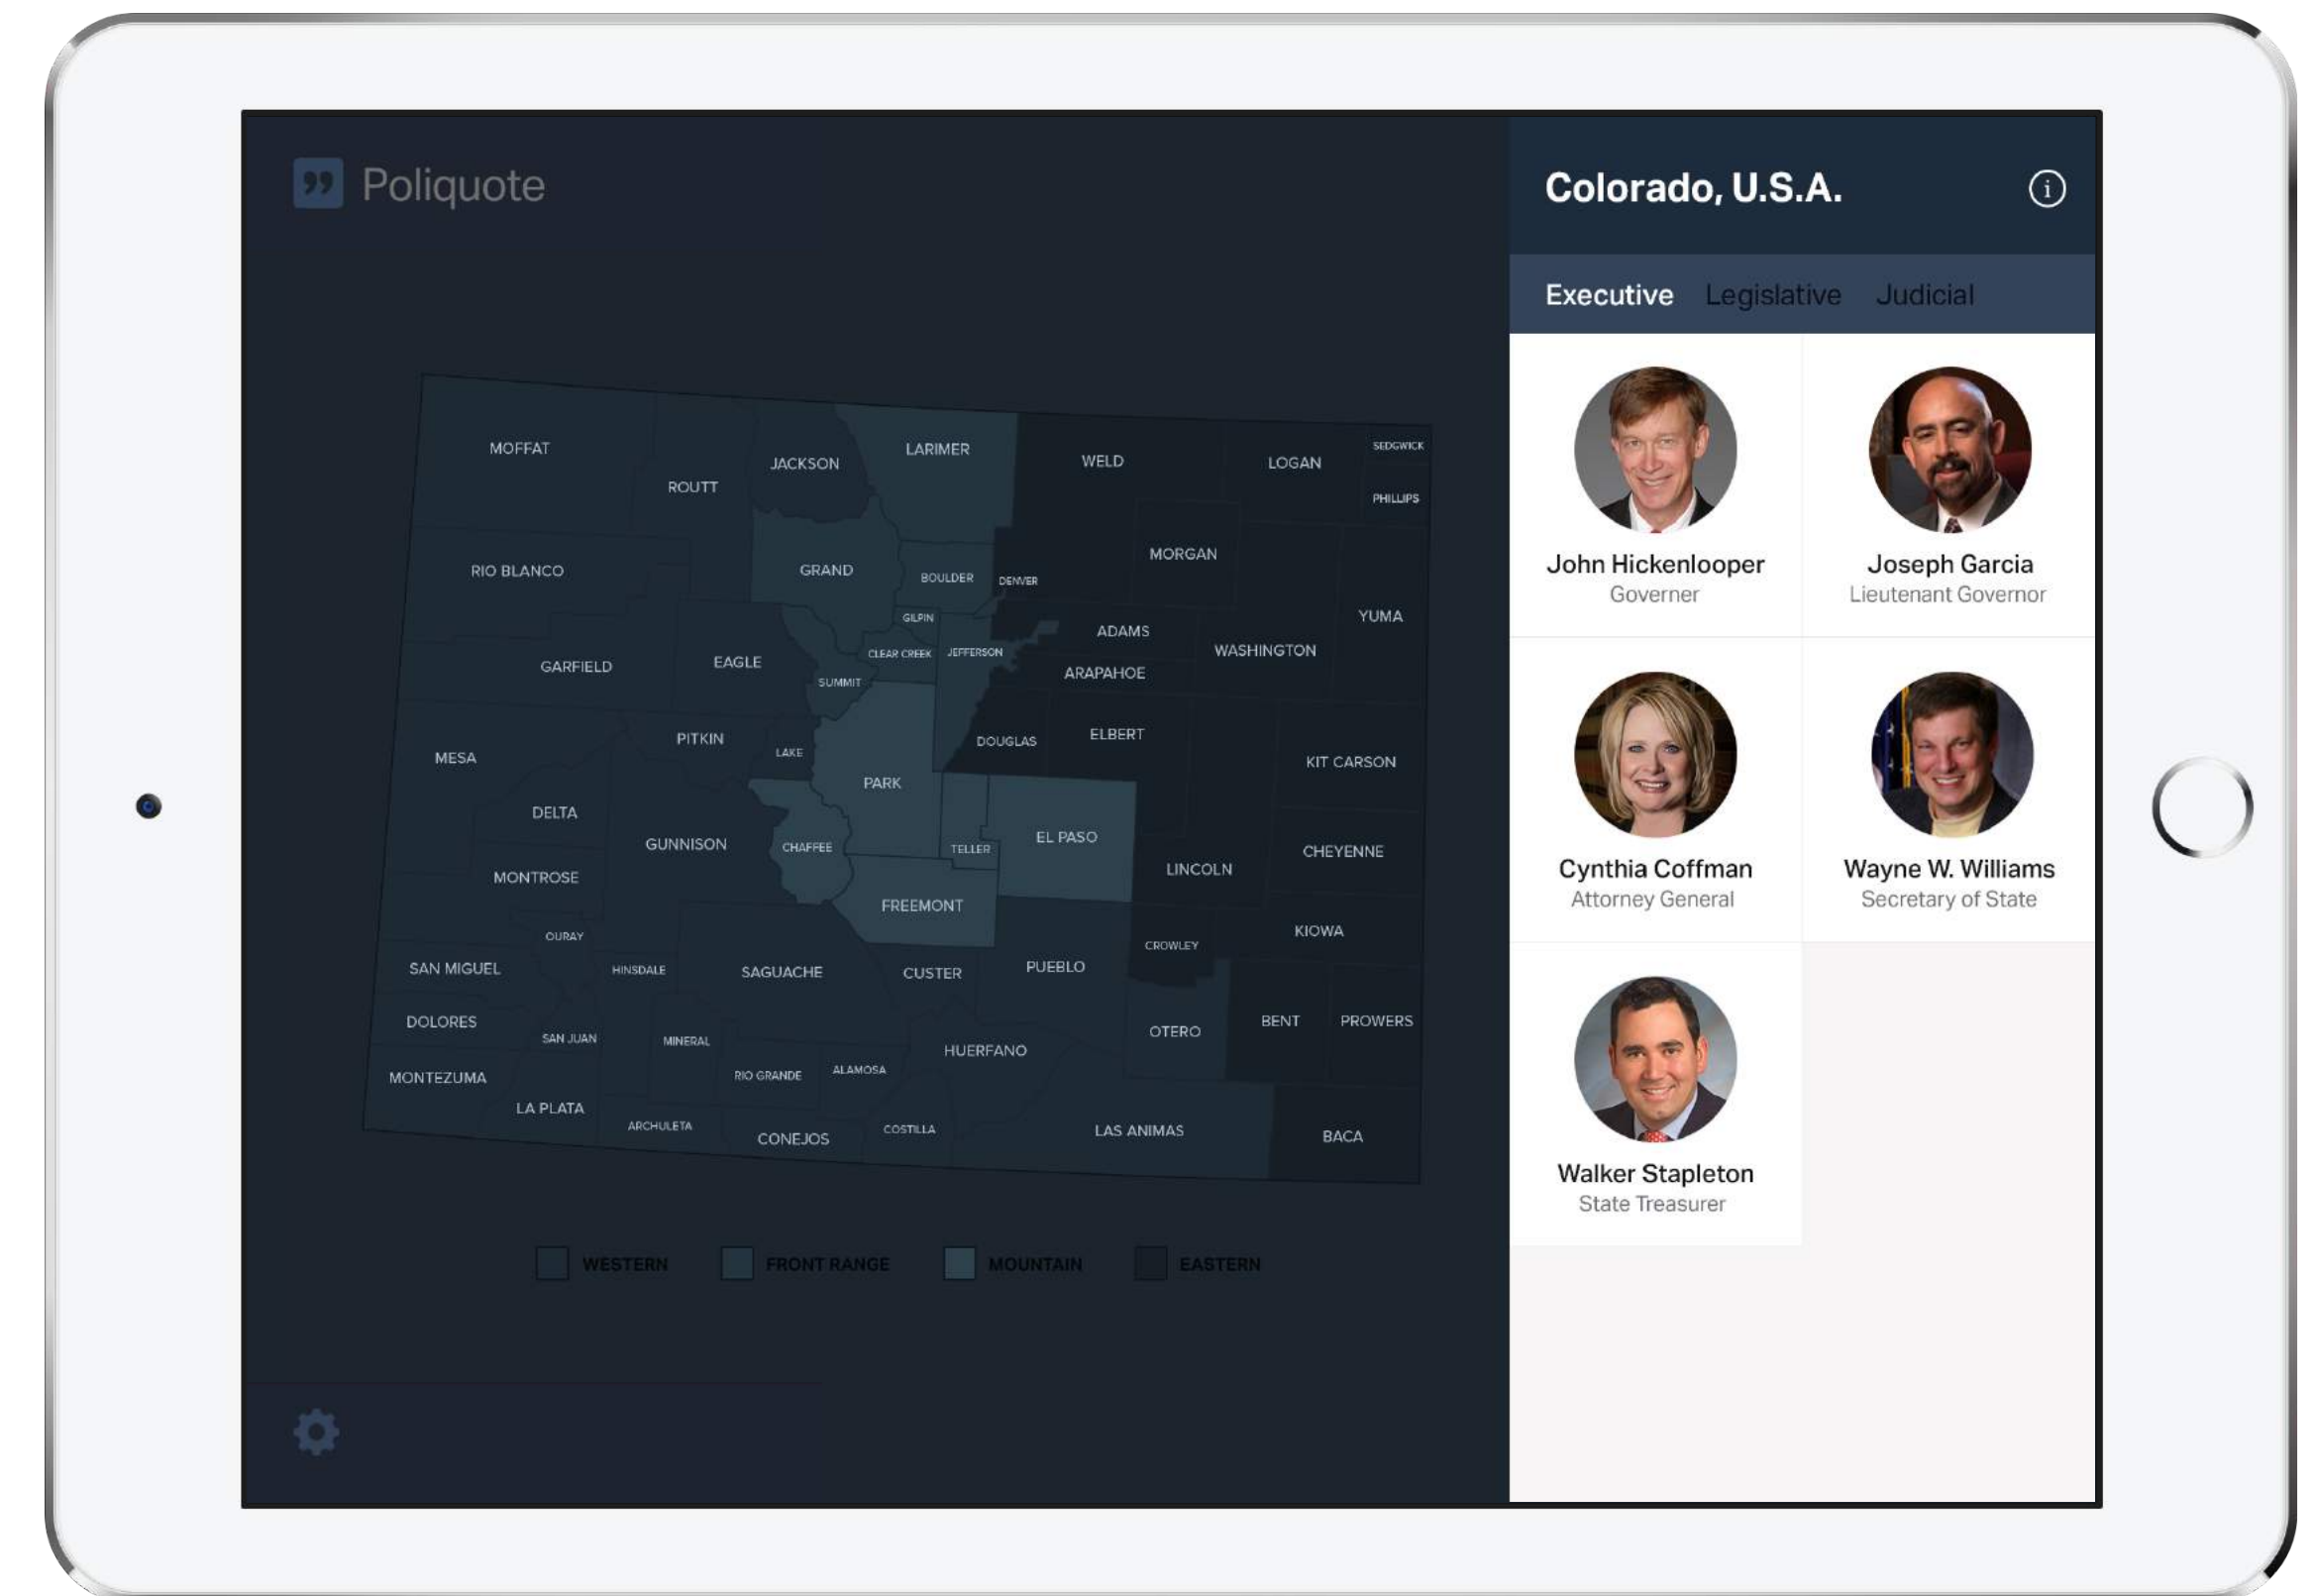 Poliquote
Colorado, U.S.A.
Executive Legislative Judicial
John Hickenlooper
Governer
Joseph Garcia
Lieutenant Governor
Cynthia Coffman
Attorney General
Wayne W. Williams
Secretary of State
Walker Stapleton
State Treasurer
MOFFAT
ROUTT
JACKSON
LARIMER
WELD
LOGAN
SEDGWICK
PHILLIPS
MORGAN
RIO BLANCO
GRAND
BOULDER
DENVER
GILPIN
YUMA
ADAMS
WASHINGTON
GARFIELD
EAGLE
CLEAR CREEK
JEFFERSON
SUMMIT
ARAPAHOE
MESA
PITKIN
LAKE
DOUGLAS
ELBERT
KIT CARSON
PARK
DELTA
GUNNISON
CHAFFEE
TELLER
EL PASO
LINCOLN
CHEYENNE
MONTROSE
FREEMONT
OURAY
CROWLEY
KIOWA
SAN MIGUEL
HINSDALE
SAGUACHE
CUSTER
PUEBLO
DOLORES
SAN JUAN
MINERAL
HUERFANO
OTERO
BENT
PROWERS
MONTEZUMA
RIO GRANDE
ALAMOSA
LA PLATA
ARCHULETA
CONEJOS
COSTILLA
LAS ANIMAS
BACA
WESTERN FRONT RANGE MOUNTAIN EASTERN